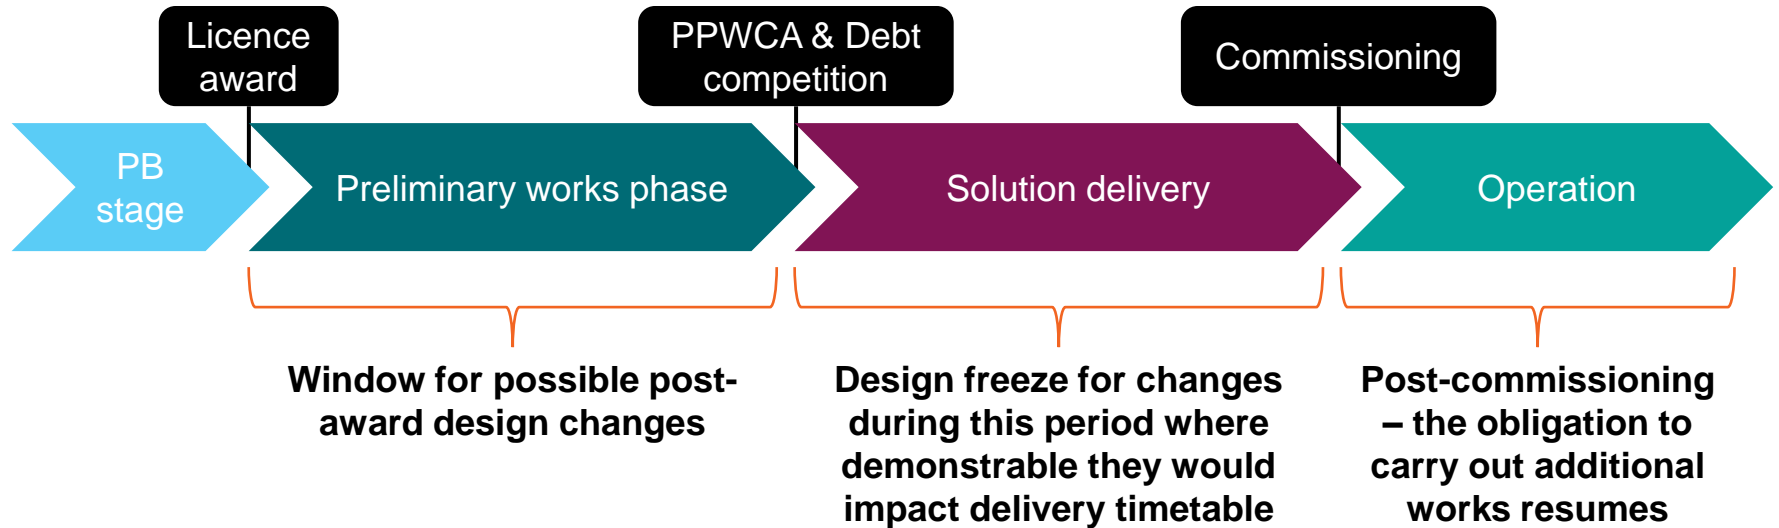 Licence
award
PPWCA & Debt
competition
Commissioning
PB
stage
Preliminary works phase
Solution delivery
Operation
Window for possible post-
award design changes
Design freeze for changes
during this period where
demonstrable they would
impact delivery timetable
Post-commissioning
– the obligation to
carry out additional
works resumes